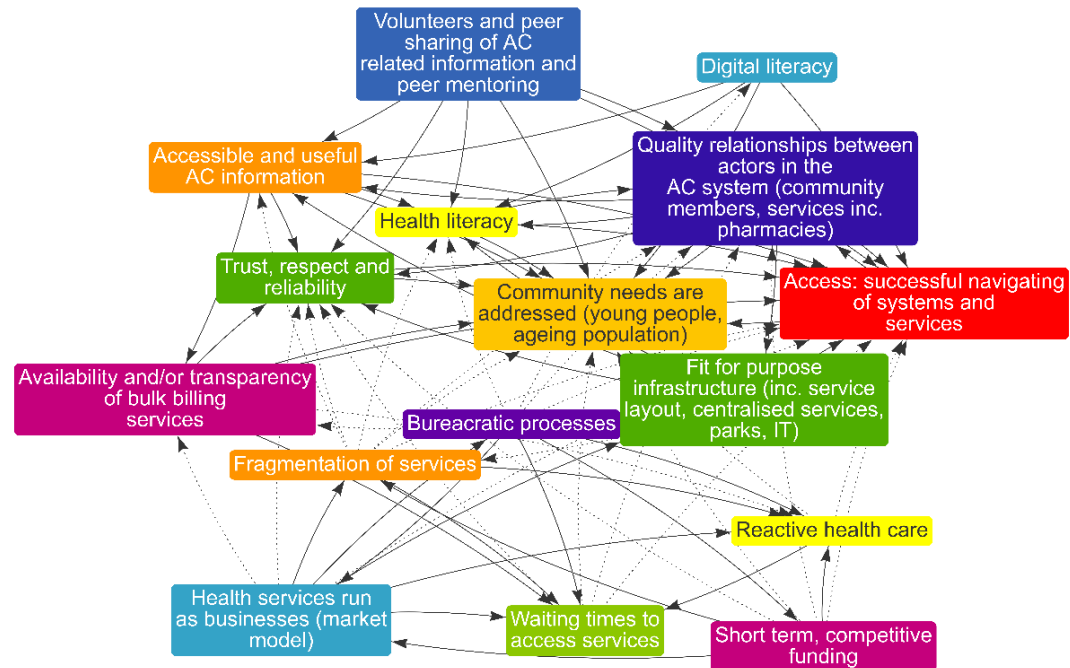 Volunteers and peer
sharing of AC
related information and
peer mentoring
Digital literacy
Accessible and useful
AC information
Quality relationships between
actors in the
AC system (community
members, services inc.
pharmacies)
Health literacy
Trust, respect and
reliability
Community needs are
addressed (young people,
ageing population)
Access: successful navigating
of systems and
services
Availability and/or transparency
of bulk billing
services
Fit for purpose
infrastructure (inc. service
layout, centralised services,
parks, IT)
Bureacratic processes
Fragmentation of services
Reactive health care
Health services run
as businesses (market
model)
Waiting times to
access services
Short term, competitive
funding